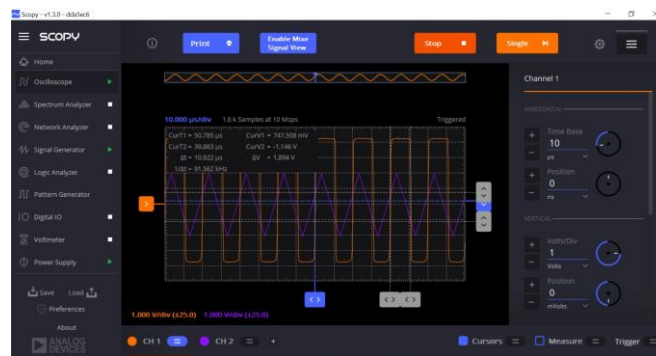 Scopy - v1.3.0 - dda5ec6
SCOPY
Print
Enable Mixe
Signal View
Stop
Single
Home
Oscilloscope
Spectrum Analyzer
Network Analyzer
Signal Generator
Logic Analyzer
Pattern Generator
Digital IO
Voltmeter
Power Supply
Save Load
Preferences
About
ANALOG
DEVICES
10.000 µs/div 1.6 k Samples at 10 Msps Triggered
CurT1 = 50.785 µs CurV1 = 747.508 mV
CurT2 = 39.863 µs CurV2 = -1.146 V
Δt = 10.922 µs ΔV = 1.894 V
1/Δt = 91.562 kHz
1.000 V/div (±25.0) 1.000 V/div (±25.0)
CH 1 CH 2 +
Cursors Measure Trigger
Channel 1
HORIZONTAL
Time Base
10
µs
Position
0
ns
VERTICAL
Volts/Div
1
Volts
Position
0
mVolts